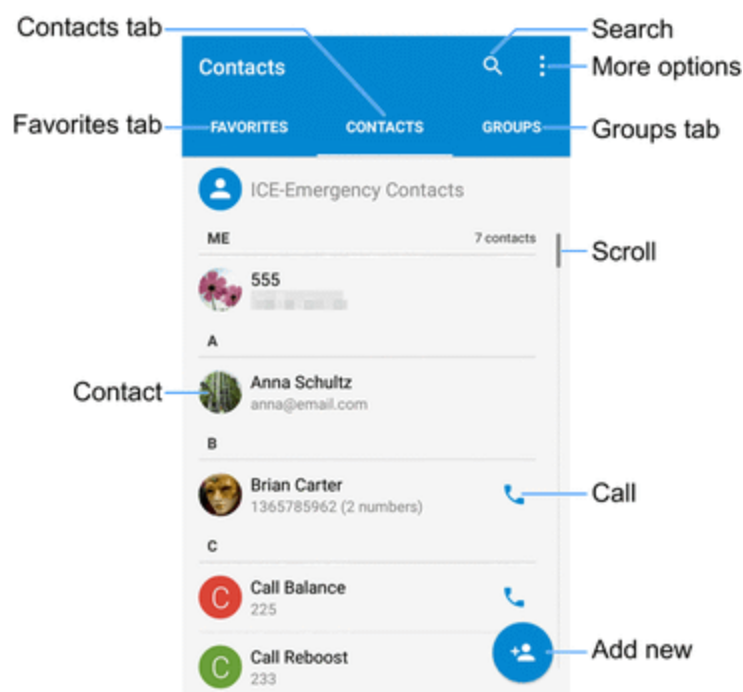 Contacts tab
Search
Contacts
More options
Favorites tab
FAVORITES
CONTACTS
GROUPS
Groups tab
ICE-Emergency Contacts
ME
7 contacts
Scroll
555
A
Contact
Anna Schultz
anna@email.com
B
Brian Carter
1365785962 (2 numbers)
Call
C
C
Call Balance
225
Add new
C
Call Reboost
233